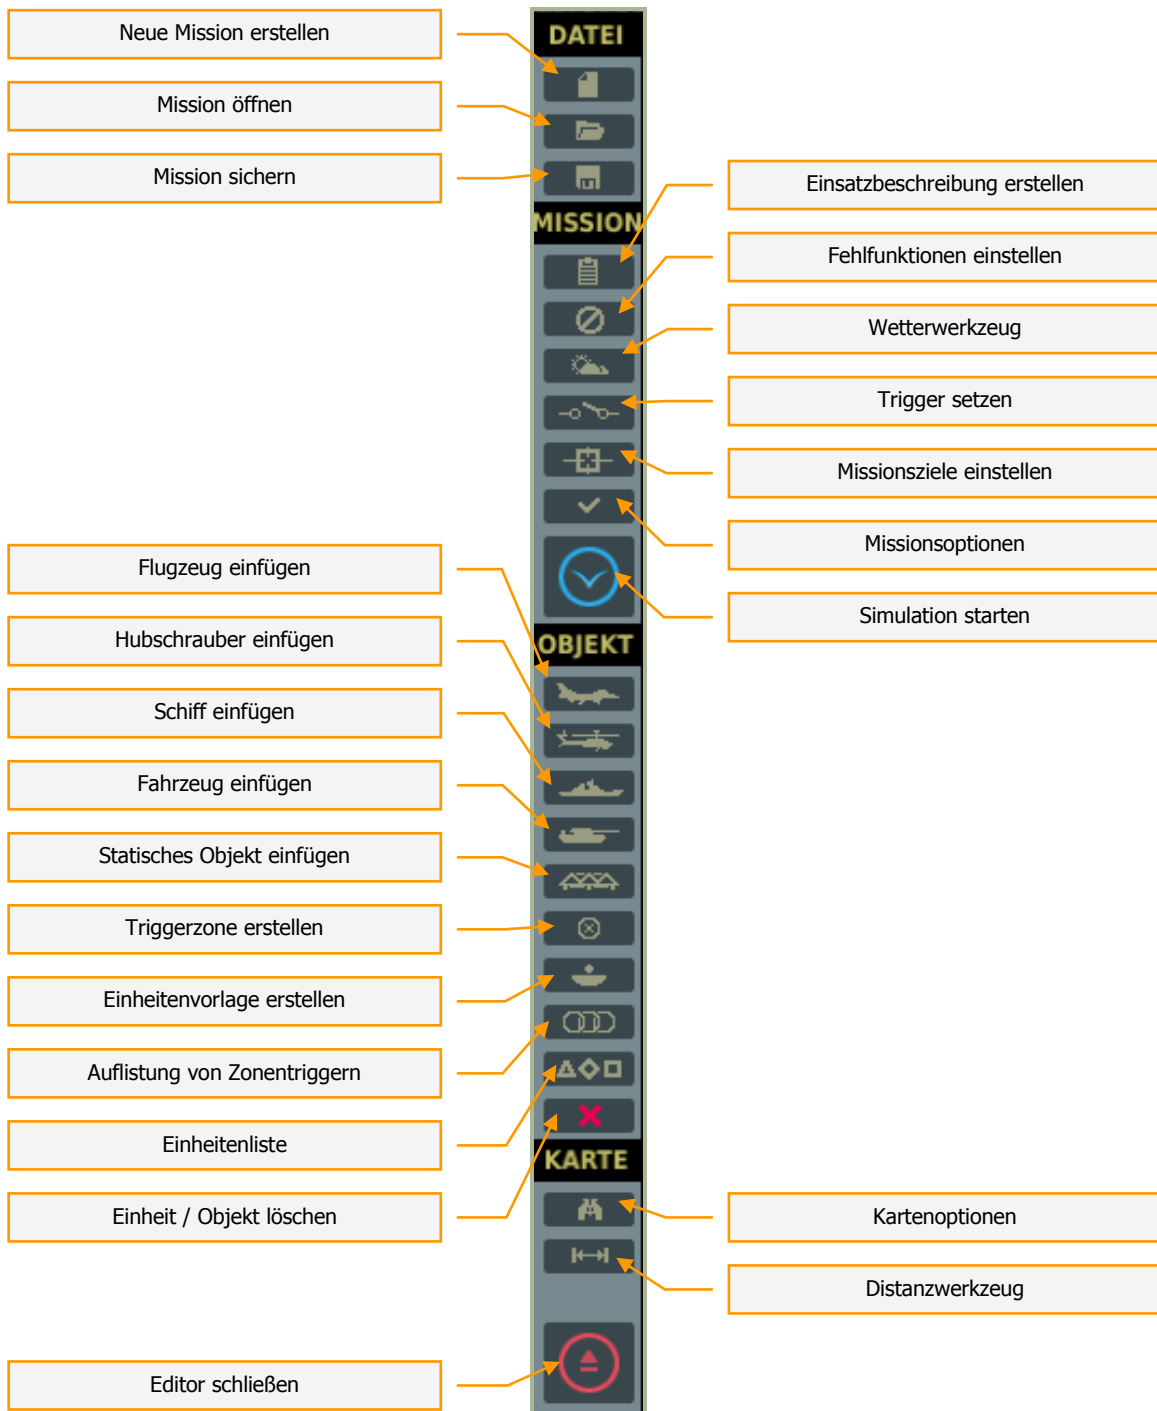 Neue Mission erstellen
Mission öffnen
Mission sichern
DATEI
MISSION
Einsatzbeschreibung erstellen
Fehlfunktionen einstellen
Wetterwerkzeug
Trigger setzen
Missionsziele einstellen
Missionsoptionen
Simulation starten
Flugzeug einfügen
Hubschrauber einfügen
Schiff einfügen
Fahrzeug einfügen
Statisches Objekt einfügen
Triggerzone erstellen
Einheitenvorlage erstellen
Auflistung von Zonentriggern
Einheitenliste
Einheit / Objekt löschen
OBJEKT
KARTE
Kartenoptionen
Distanzwerkzeug
Editor schließen